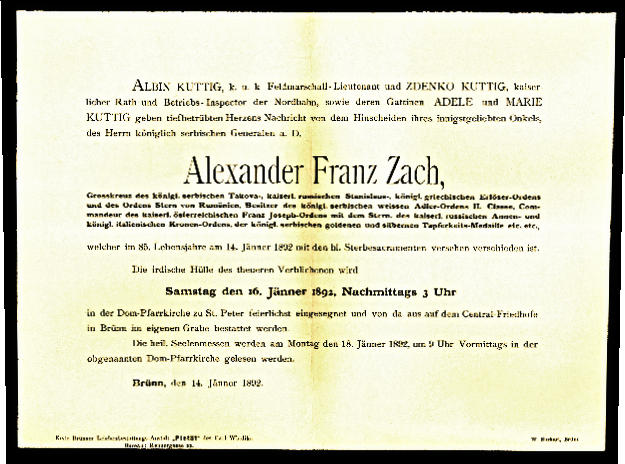 ALBIN KUTTIG, k. u. k. Feldmarschall-Lieutenant und ZDENKO KUTTIG, kaiser-
licher Rath und Betriebs-Inspector der Nordbahn, sowie deren Gattinen ADELE und MARIE
KUTTIG geben tiefbetrübten Herzens Nachricht von dem Hinscheiden ihres innigstgeliebten Onkels,
des Herrn königlich serbischen Generalen a. D.
Alexander Franz Zach,
Grosskreuz des königl. serbischen Takova-, kaiserl. russischen Stanislaus-, königl. griechischen Erlöser-Ordens
und des Ordens Stern von Rumänien, Besitzer des königl. serbischen weissen Adler-Ordens II. Classe, Com-
mandeur des kaiserl. österreichischen Franz Joseph-Ordens mit dem Stern, des kaiserl. russischen Annen- und
königl. italienischen Kronen-Ordens, der königl. serbischen goldenen und silbernen Tapferkeits-Medaille etc. etc.,
welcher im 85. Lebensjahre am 14. Jänner 1892 mit den hl. Sterbesacramenten versehen verschieden ist.
Die irdische Hülle des theueren Verblichenen wird
Samstag den 16. Jänner 1892, Nachmittags 3 Uhr
in der Dom-Pfarrkirche zu St. Peter feierlichst eingesegnet und von da aus auf dem Central-Friedhofe
in Brünn im eigenen Grabe bestattet werden.
Die heil. Seelenmessen werden am Montag den 18. Jänner 1892, um 9 Uhr Vormittags in der
obgenannten Dom-Pfarrkirche gelesen werden.
Brünn, den 14. Jänner 1892.
Erste Brünner Leichenbestattungs-Anstalt „Pietät" des Carl
W. Burkart, Brünn